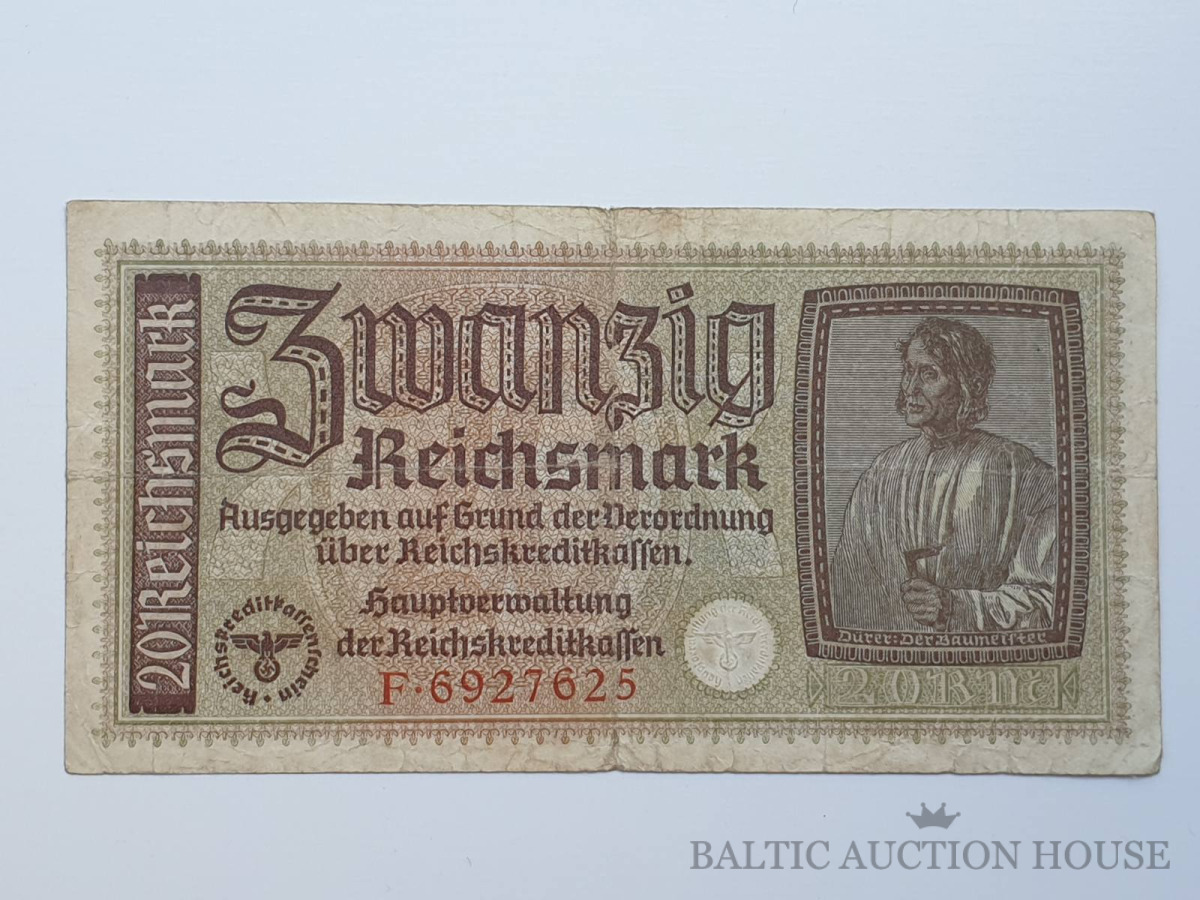 20 Reichsmark
Zwanzig
Reichsmark
Ausgegeben auf Grund der Verordnung
über Reichskreditkassen.
Hauptverwaltung
der Reichskreditkassen
Reichskreditkassenschein
F·6927625
Dürer: Der Baumeister
20 RM
BALTIC AUCTION HOUSE